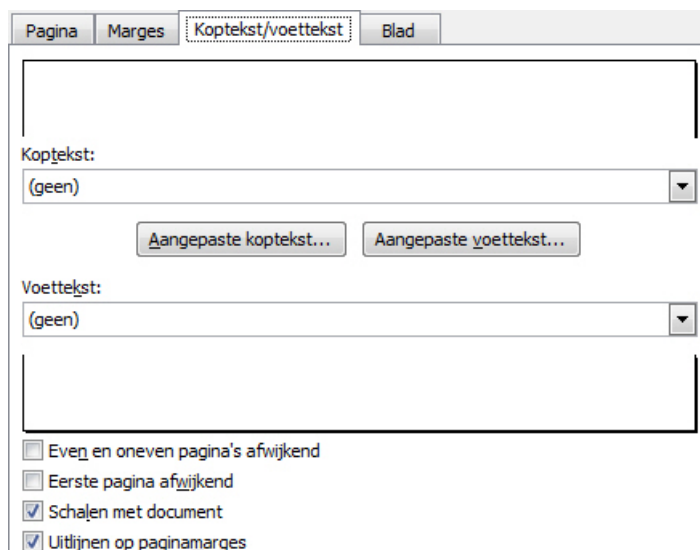 Pagina Marges Koptekst/voettekst Blad
Koptekst:
(geen)
Aangepaste koptekst... Aangepaste voettekst...
Voettekst:
(geen)
Even en oneven pagina's afwijkend
Eerste pagina afwijkend
Schalen met document
Uitlijnen op paginamarges